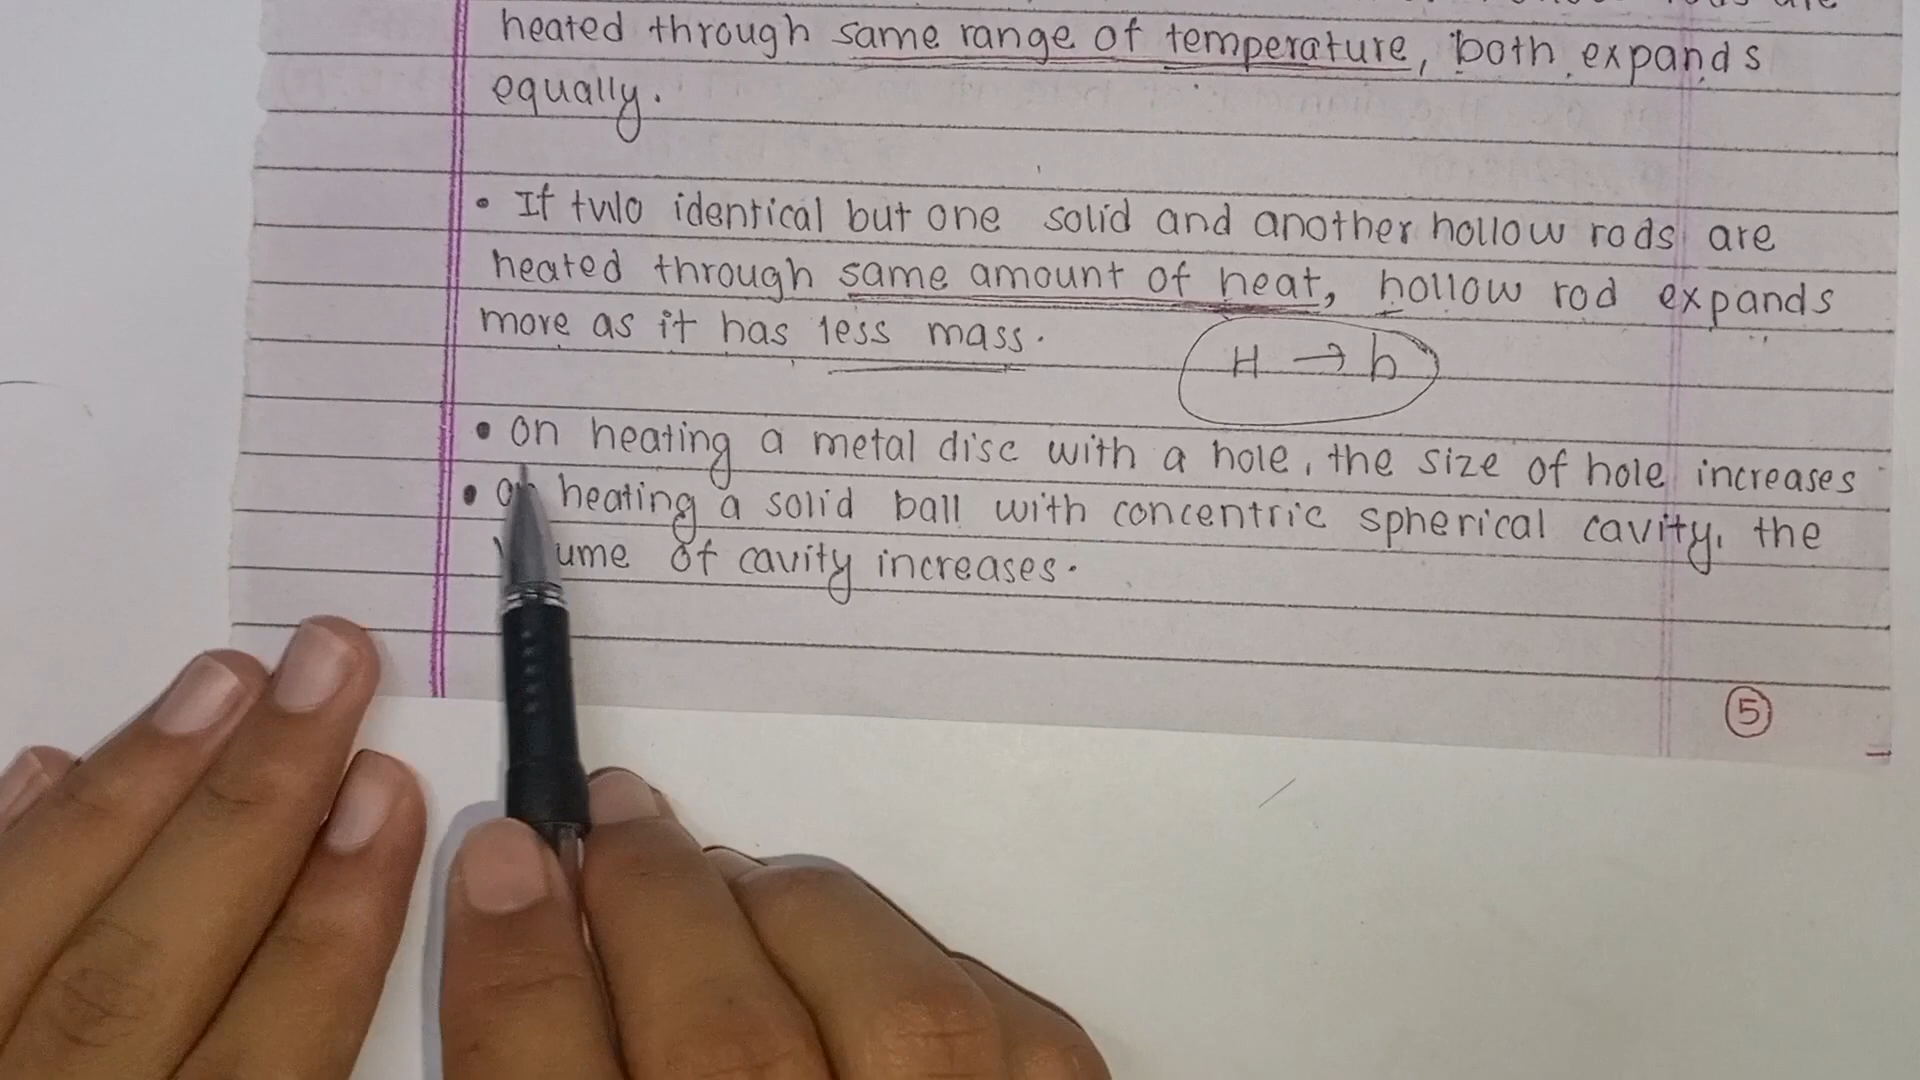 heated through same range of temperature, both expands
equally.
• If two identical but one solid and another hollow rods are
heated through same amount of heat, hollow rod expands
more as it has less mass.
H → h
• on heating a metal disc with a hole, the size of hole increases
• on heating a solid ball with concentric spherical cavity, the
ume of cavity increases.
5